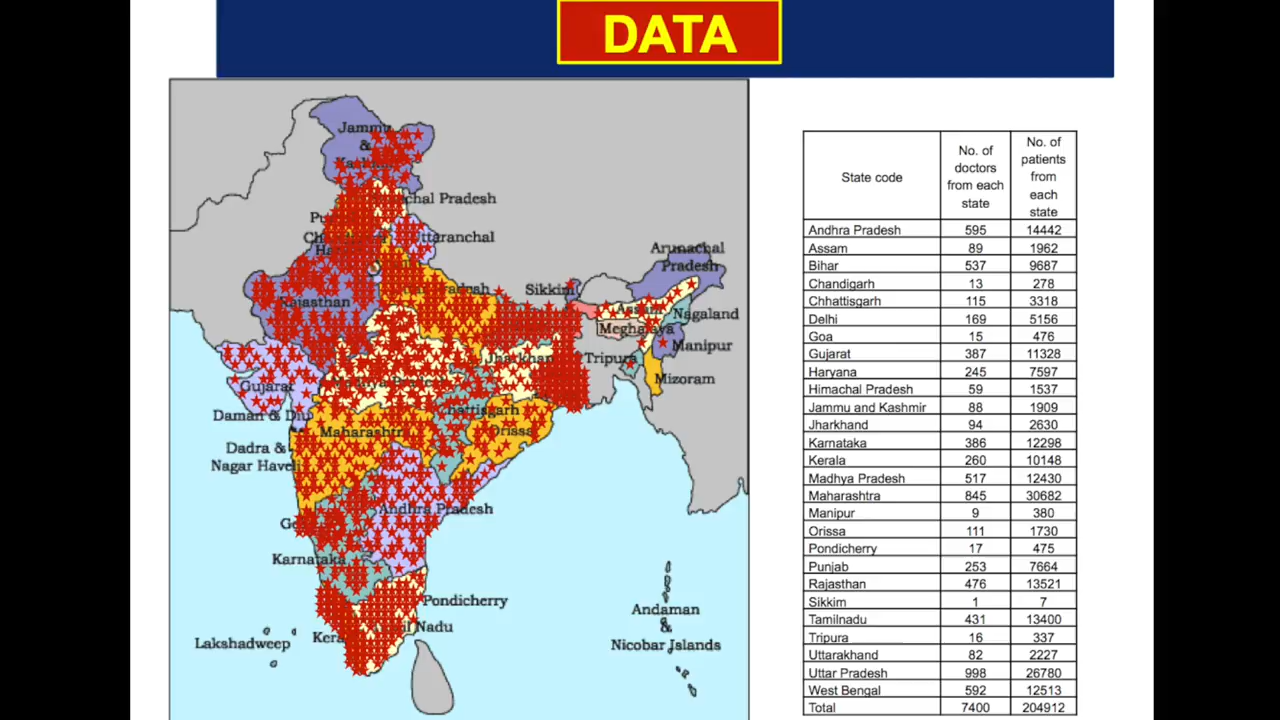 DATA
Jammu
&
Pradesh
Uttaranchal
Arunachal
Pradesh
Sikkim
Rajasthan
Assam
Nagaland
Meghalaya
Manipur
Jharkhand
Tripura
Gujarat
Madhya Pradesh
Mizoram
Daman & Diu
Chattisgarh
Maharashtra
Orissa
Dadra &
Nagar Haveli
Andhra Pradesh
Karnataka
Pondicherry
Andaman
&
Nicobar Islands
Nadu
Lakshadweep
State code
No. of
doctors
from each
state
No. of
patients
from
each
state
Andhra Pradesh 595 14442
Assam 89 1962
Bihar 537 9687
Chandigarh 13 278
Chhattisgarh 115 3318
Delhi 169 5156
Goa 15 476
Gujarat 387 11328
Haryana 245 7597
Himachal Pradesh 59 1537
Jammu and Kashmir 88 1909
Jharkhand 94 2630
Karnataka 386 12298
Kerala 260 10148
Madhya Pradesh 517 12430
Maharashtra 845 30682
Manipur 9 380
Orissa 111 1730
Pondicherry 17 475
Punjab 253 7664
Rajasthan 476 13521
Sikkim 1 7
Tamilnadu 431 13400
Tripura 16 337
Uttarakhand 82 2227
Uttar Pradesh 998 26780
West Bengal 592 12513
Total 7400 204912